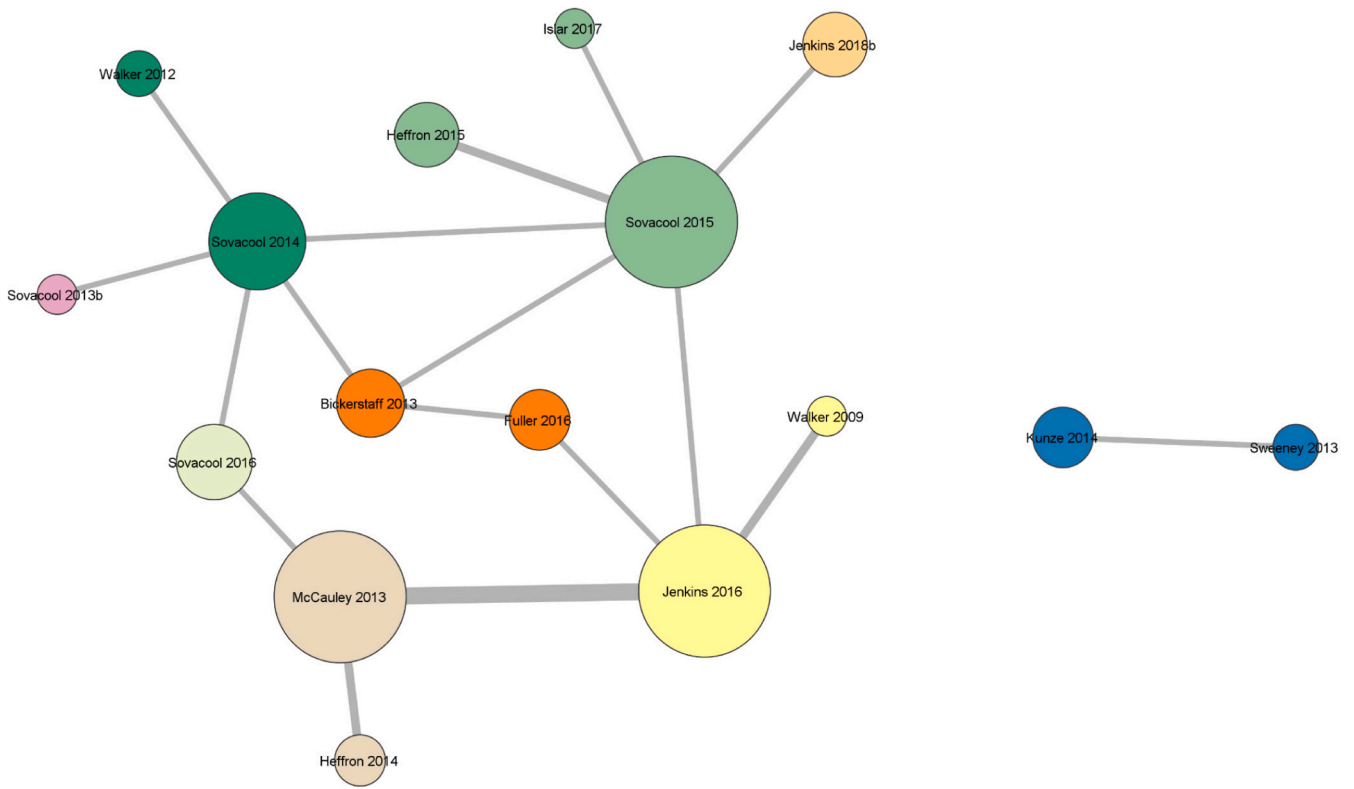 Islar 2017
Jenkins 2018b
Walker 2012
Heffron 2015
Sovacool 2015
Sovacool 2014
Sovacool 2013b
Bickerstaff 2013
Fuller 2016
Walker 2009
Kunze 2014
Sweeney 2013
Sovacool 2016
Jenkins 2016
McCauley 2013
Heffron 2014